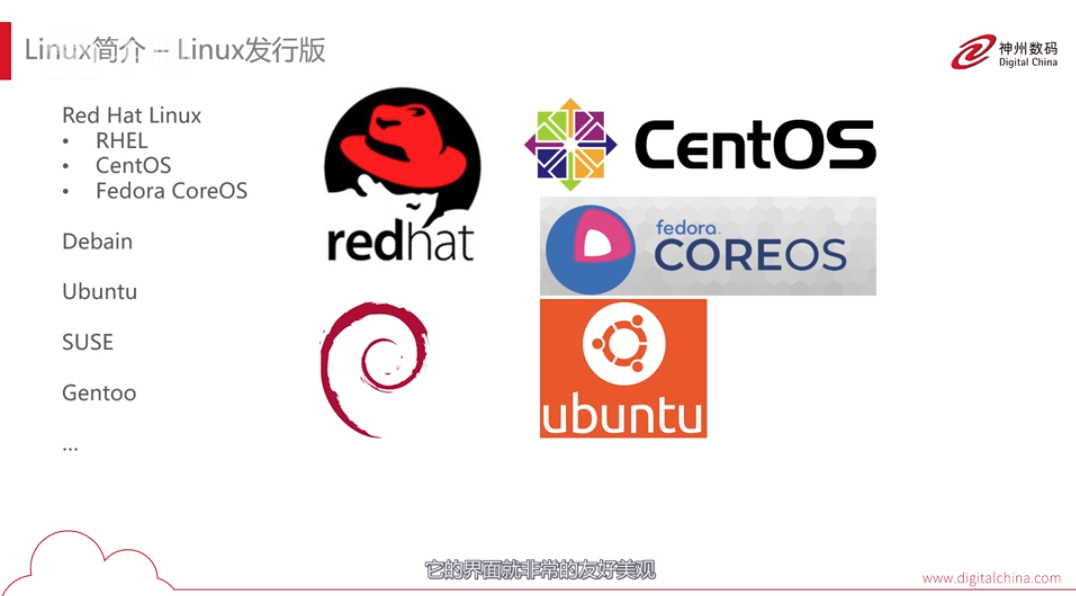 Linux简介 – Linux发行版
神州数码
Digital China
Red Hat Linux
• RHEL
• CentOS
• Fedora CoreOS
Debain
Ubuntu
SUSE
Gentoo
...
redhat
CentOS
fedora
COREOS
ubuntu
它的界面就非常的友好美观
www.digitalchina.com